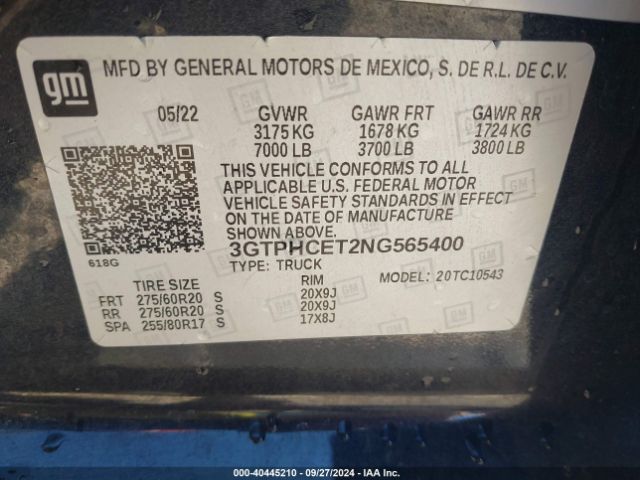 gm
MFD BY GENERAL MOTORS DE MEXICO, S. DE R.L. DE C.V.
05/22 GVWR GAWR FRT GAWR RR
3175 KG 1678 KG 1724 KG
7000 LB 3700 LB 3800 LB
THIS VEHICLE CONFORMS TO ALL
APPLICABLE U.S. FEDERAL MOTOR
VEHICLE SAFETY STANDARDS IN EFFECT
ON THE DATE OF MANUFACTURE
SHOWN ABOVE.
3GTPHCET2NG565400
618G
TYPE: TRUCK MODEL: 20TC10543
TIRE SIZE RIM
FRT 275/60R20 S 20X9J
RR 275/60R20 S 20X9J
SPA 255/80R17 S 17X8J
000-40445210 - 09/27/2024 - IAA Inc.